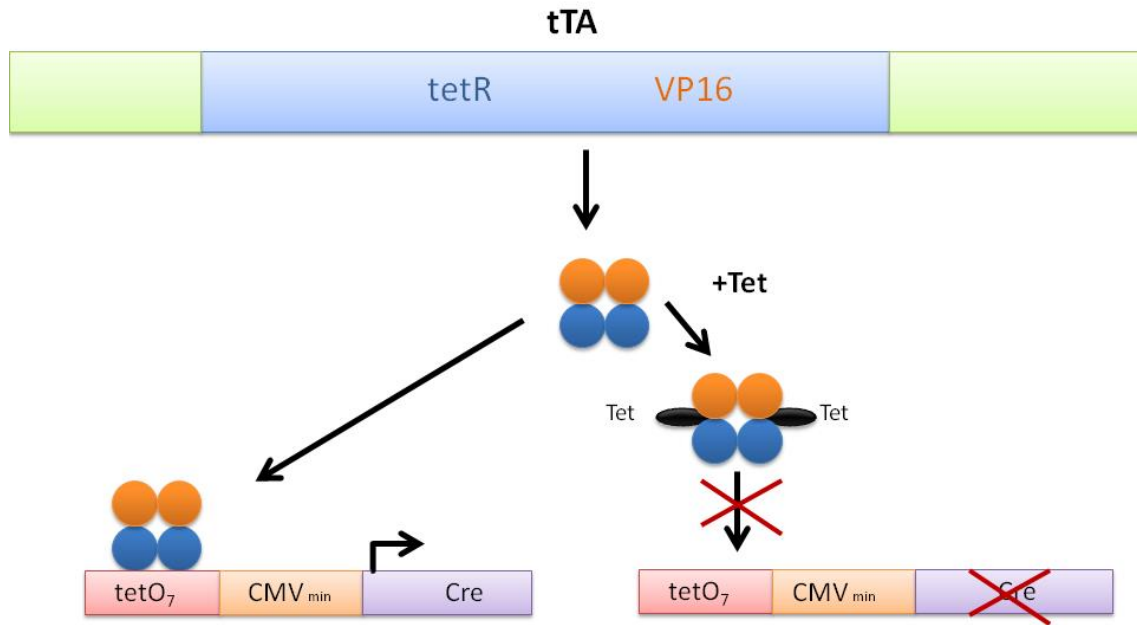 tTA
tetR VP16
+Tet
Tet Tet
tetO₇ CMV min Cre tetO₇ CMV min Cre